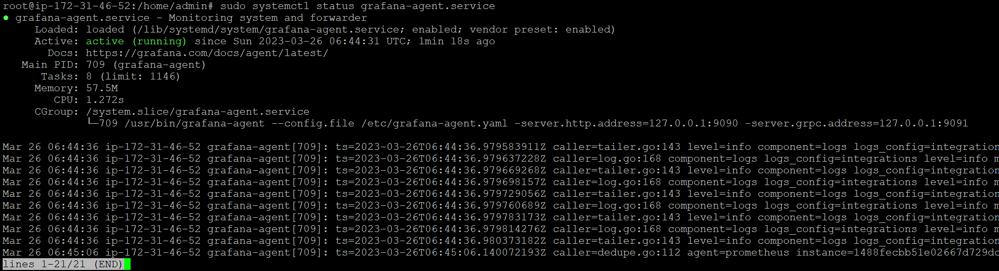 root@ip-172-31-46-52:/home/admin# sudo systemctl status grafana-agent.service
● grafana-agent.service - Monitoring system and forwarder
Loaded: loaded (/lib/systemd/system/grafana-agent.service; enabled; vendor preset: enabled)
Active: active (running) since Sun 2023-03-26 06:44:31 UTC; 1min 18s ago
Docs: https://grafana.com/docs/agent/latest/
Main PID: 709 (grafana-agent)
Tasks: 8 (limit: 1146)
Memory: 57.5M
CPU: 1.272s
CGroup: /system.slice/grafana-agent.service
└─709 /usr/bin/grafana-agent --config.file /etc/grafana-agent.yaml -server.http.address=127.0.0.1:9090 -server.grpc.address=127.0.0.1:9091
Mar 26 06:44:36 ip-172-31-46-52 grafana-agent[709]: ts=2023-03-26T06:44:36.979583911Z caller=tailer.go:143 level=info component=logs logs_config=integration
Mar 26 06:44:36 ip-172-31-46-52 grafana-agent[709]: ts=2023-03-26T06:44:36.979637228Z caller=log.go:168 component=logs logs_config=integrations level=info m
Mar 26 06:44:36 ip-172-31-46-52 grafana-agent[709]: ts=2023-03-26T06:44:36.979669268Z caller=tailer.go:143 level=info component=logs logs_config=integration
Mar 26 06:44:36 ip-172-31-46-52 grafana-agent[709]: ts=2023-03-26T06:44:36.979698157Z caller=log.go:168 component=logs logs_config=integrations level=info m
Mar 26 06:44:36 ip-172-31-46-52 grafana-agent[709]: ts=2023-03-26T06:44:36.979729056Z caller=tailer.go:143 level=info component=logs logs_config=integration
Mar 26 06:44:36 ip-172-31-46-52 grafana-agent[709]: ts=2023-03-26T06:44:36.979760689Z caller=log.go:168 component=logs logs_config=integrations level=info m
Mar 26 06:44:36 ip-172-31-46-52 grafana-agent[709]: ts=2023-03-26T06:44:36.979783173Z caller=tailer.go:143 level=info component=logs logs_config=integration
Mar 26 06:44:36 ip-172-31-46-52 grafana-agent[709]: ts=2023-03-26T06:44:36.979814276Z caller=log.go:168 component=logs logs_config=integrations level=info m
Mar 26 06:44:36 ip-172-31-46-52 grafana-agent[709]: ts=2023-03-26T06:44:36.980373182Z caller=tailer.go:143 level=info component=logs logs_config=integration
Mar 26 06:45:06 ip-172-31-46-52 grafana-agent[709]: ts=2023-03-26T06:45:06.140072193Z caller=dedupe.go:112 agent=prometheus instance=1488fecbb51e02667d729dc
lines 1-21/21 (END)